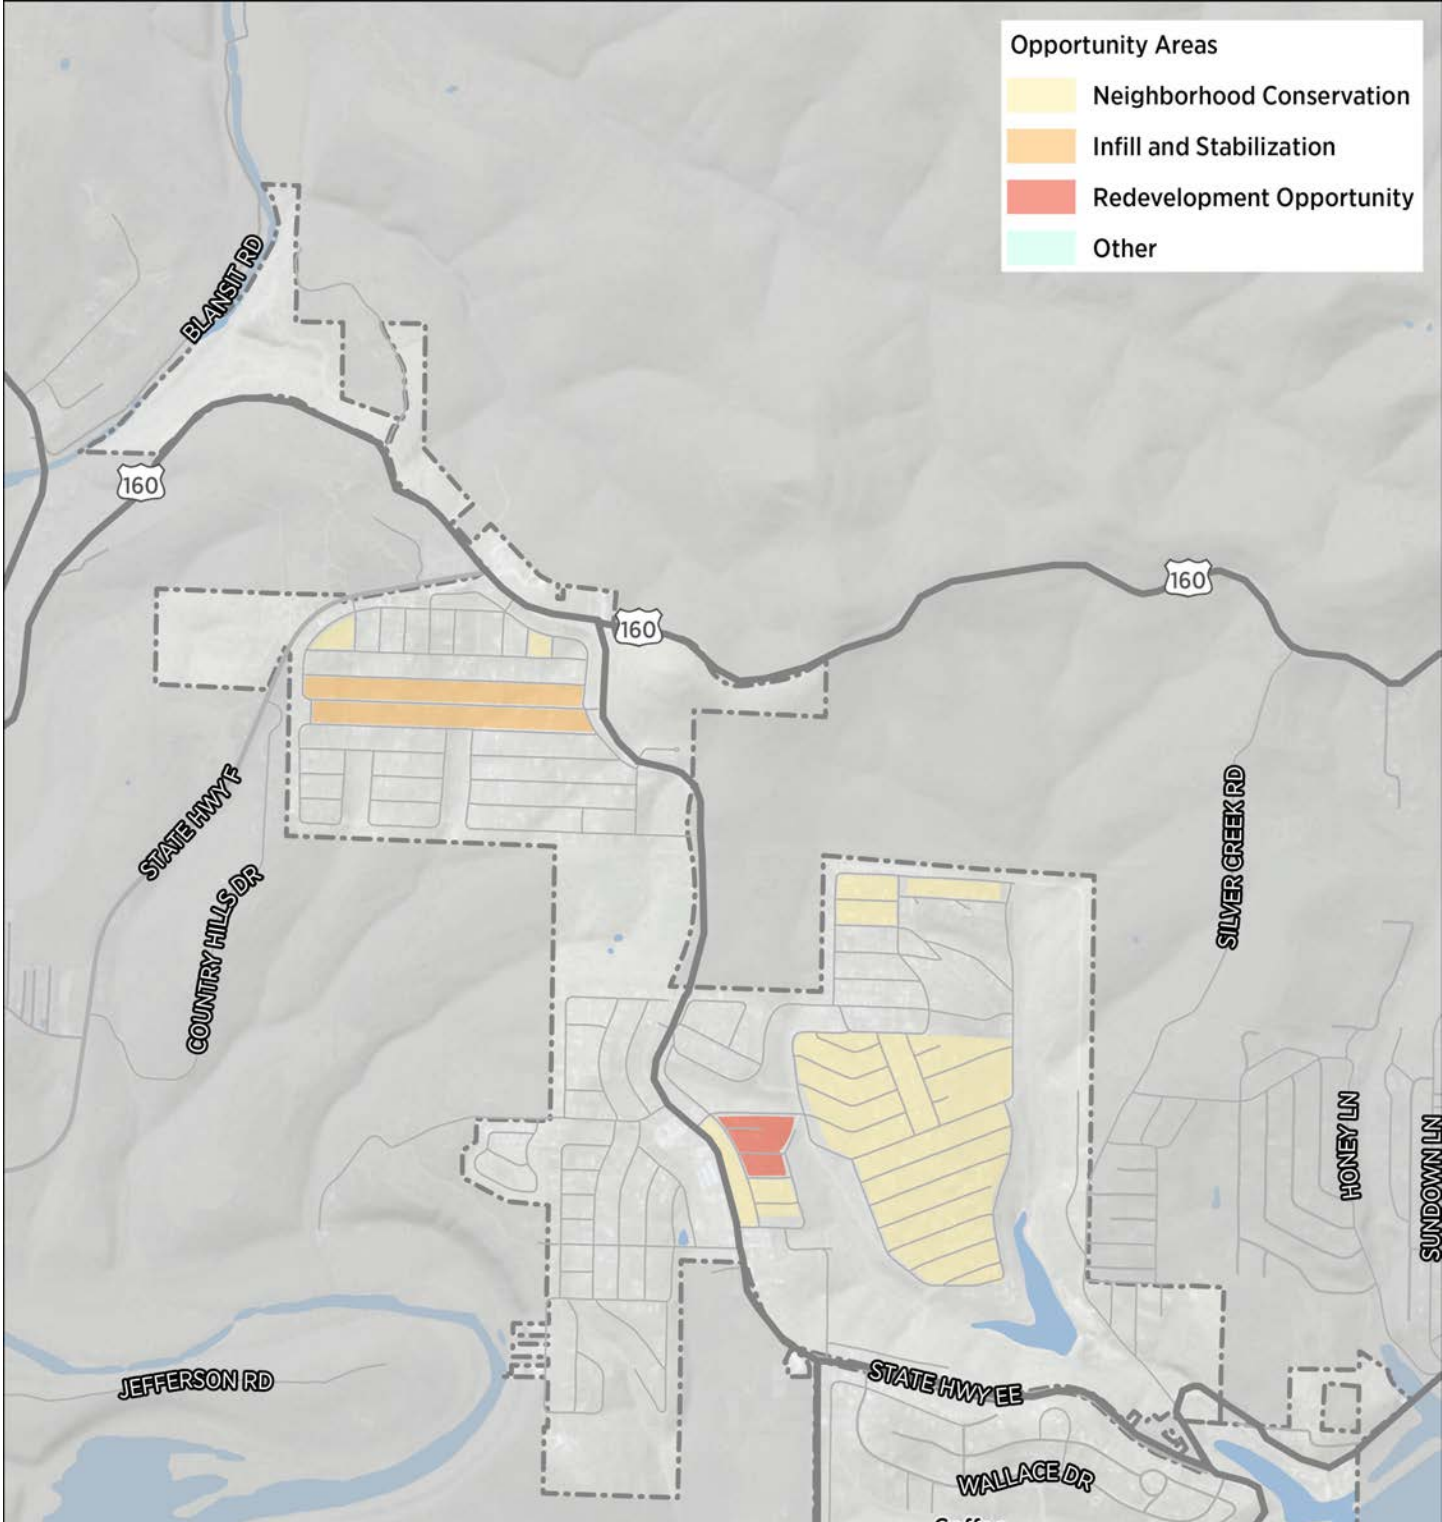 Opportunity Areas
Neighborhood Conservation
Infill and Stabilization
Redevelopment Opportunity
Other
BLANSIT RD
160
160
160
STATE HWY F
SILVER CREEK RD
COUNTRY HILLS DR
HONEY LN
SUNDOWN LN
JEFFERSON RD
STATE HWY EE
WALLACE DR